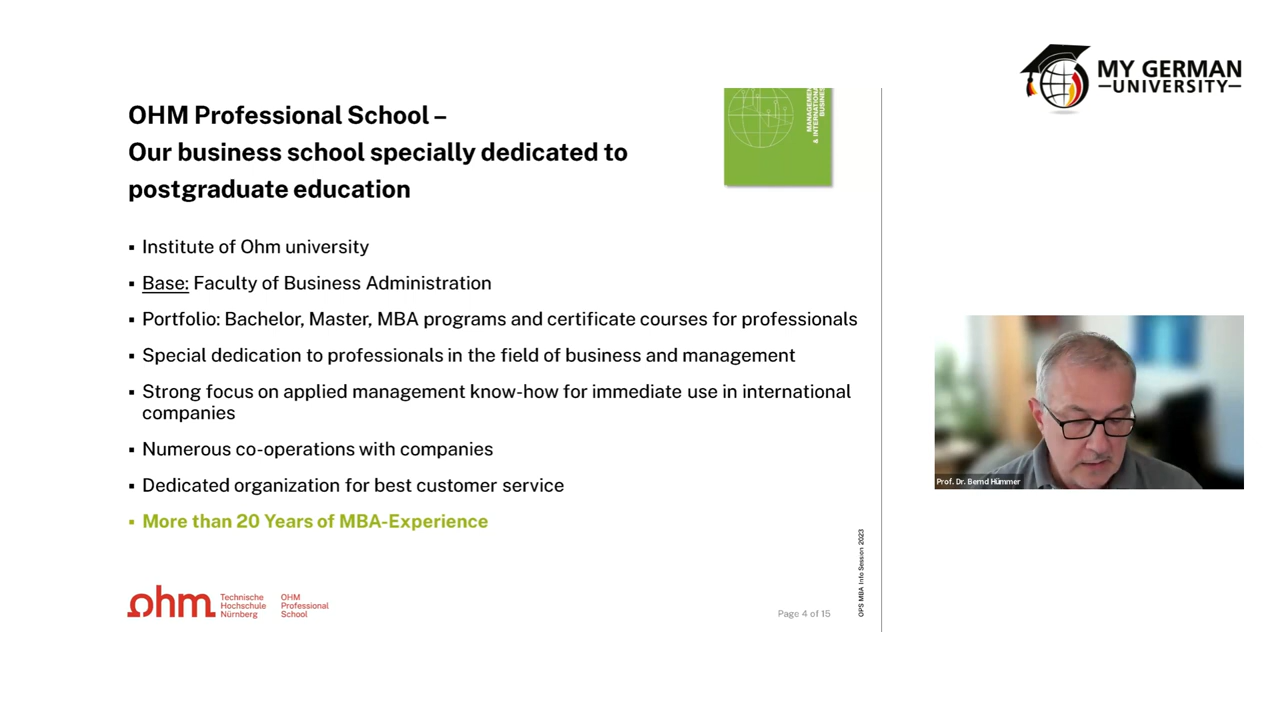 MY GERMAN
UNIVERSITY
OHM Professional School –
Our business school specially dedicated to
postgraduate education
MANAGEMENT
& INTERNATIONAL
BUSINESS
▪ Institute of Ohm university
▪ Base: Faculty of Business Administration
▪ Portfolio: Bachelor, Master, MBA programs and certificate courses for professionals
▪ Special dedication to professionals in the field of business and management
▪ Strong focus on applied management know-how for immediate use in international
companies
▪ Numerous co-operations with companies
▪ Dedicated organization for best customer service
▪ More than 20 Years of MBA-Experience
Prof. Dr. Bernd Hümmer
ohm
Technische
Hochschule
Nürnberg
OHM
Professional
School
Page 4 of 15
OPS MBA Info Session 2023